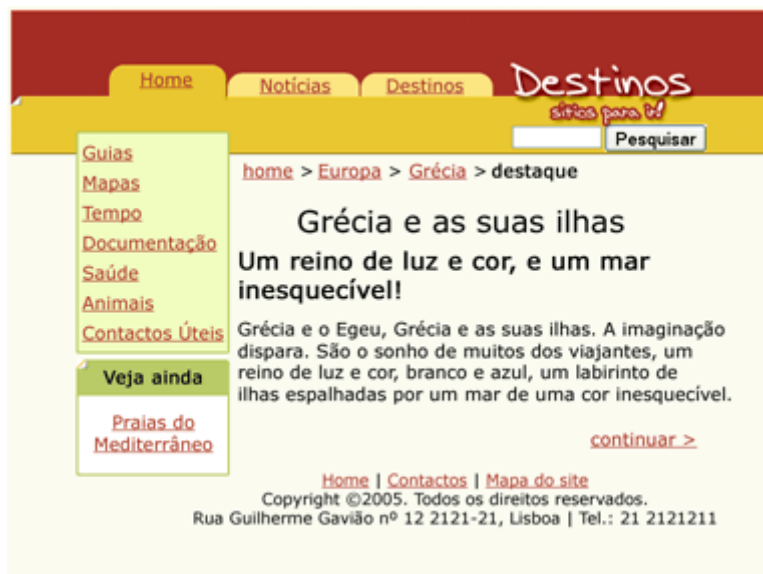 Home
Notícias
Destinos
Destinos
sítios para ir!
Pesquisar
Guias
Mapas
Tempo
Documentação
Saúde
Animais
Contactos Úteis
Veja ainda
Praias do
Mediterrâneo
home > Europa > Grécia > destaque
Grécia e as suas ilhas
Um reino de luz e cor, e um mar
inesquecível!
Grécia e o Egeu, Grécia e as suas ilhas. A imaginação
dispara. São o sonho de muitos dos viajantes, um
reino de luz e cor, branco e azul, um labirinto de
ilhas espalhadas por um mar de uma cor inesquecível.
continuar >
Home | Contactos | Mapa do site
Copyright ©2005. Todos os direitos reservados.
Rua Guilherme Gavião nº 12 2121-21, Lisboa | Tel.: 21 2121211